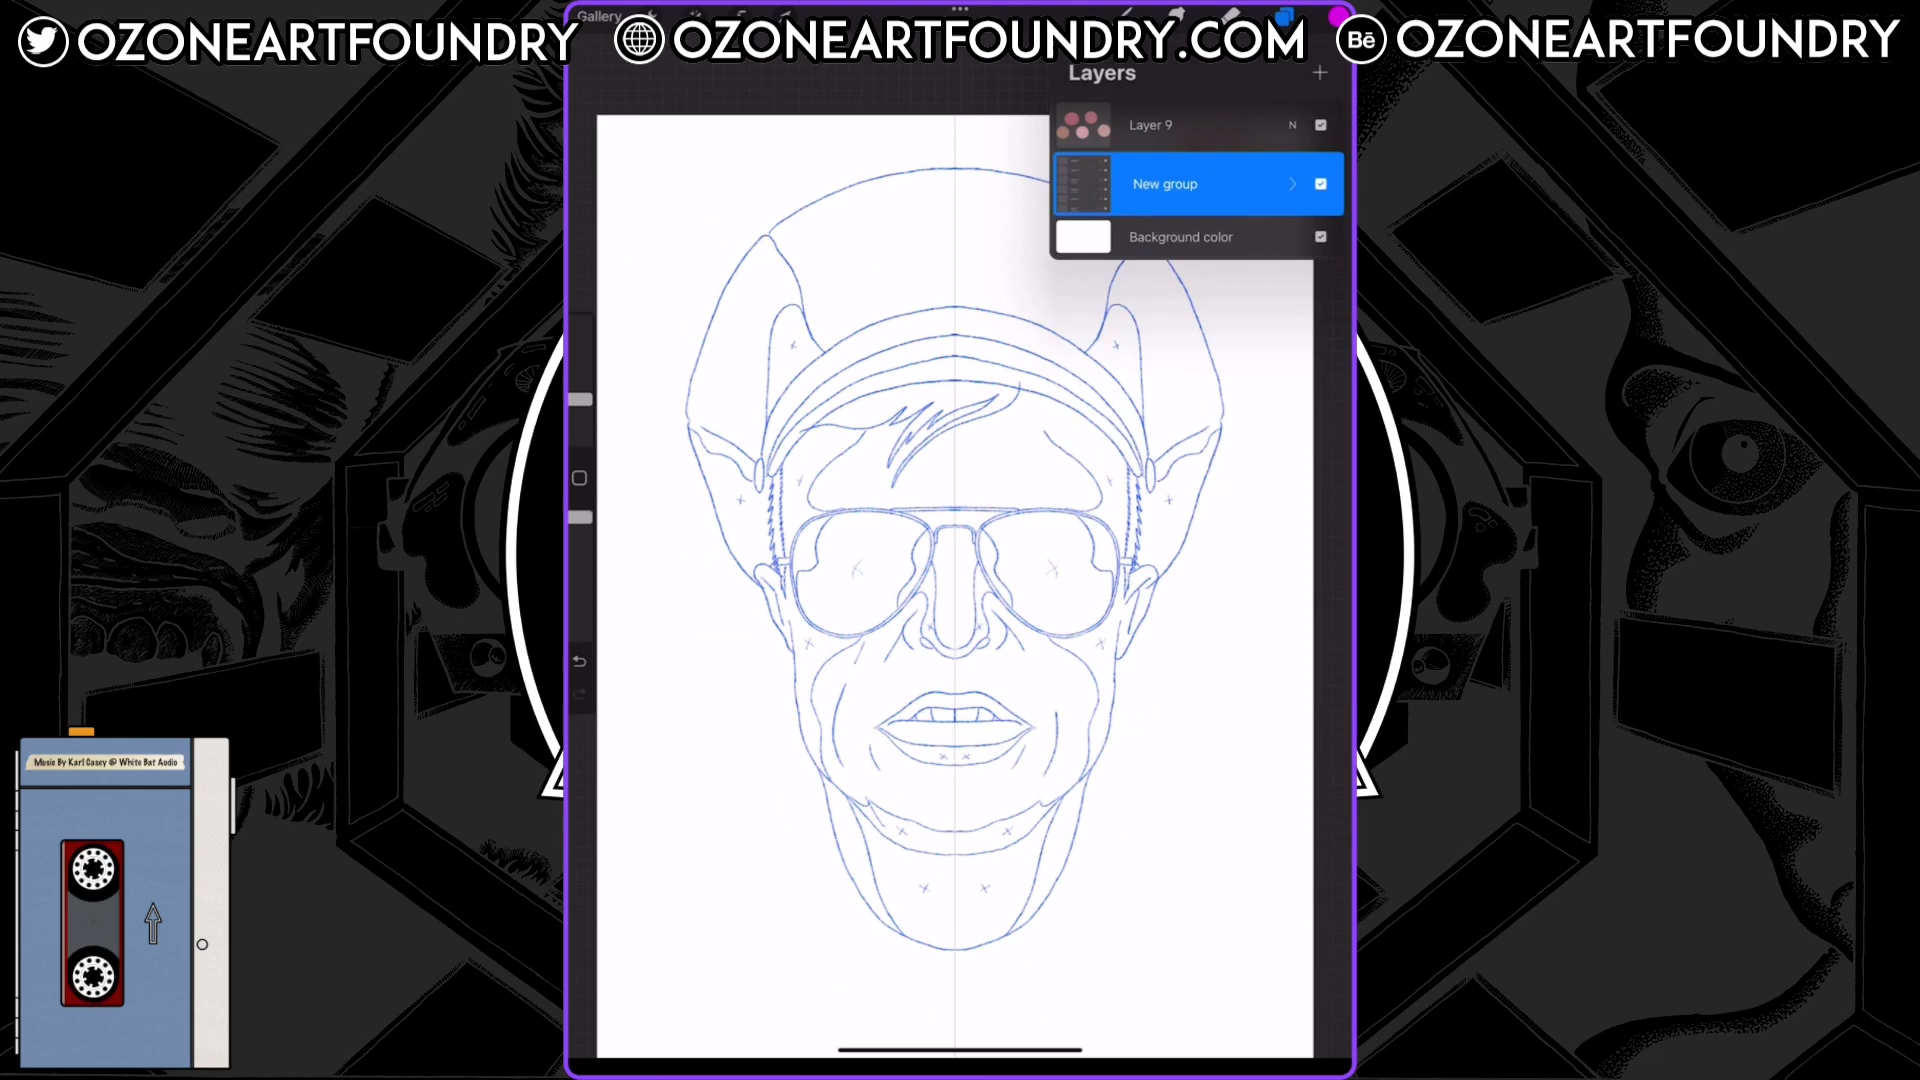 OZONEARTFOUNDRY
OZONEARTFOUNDRY.COM
Bē OZONEARTFOUNDRY
Gallery
Layers
Layer 9 N
New group
Background color
Music By Karl Casey @ White Bat Audio